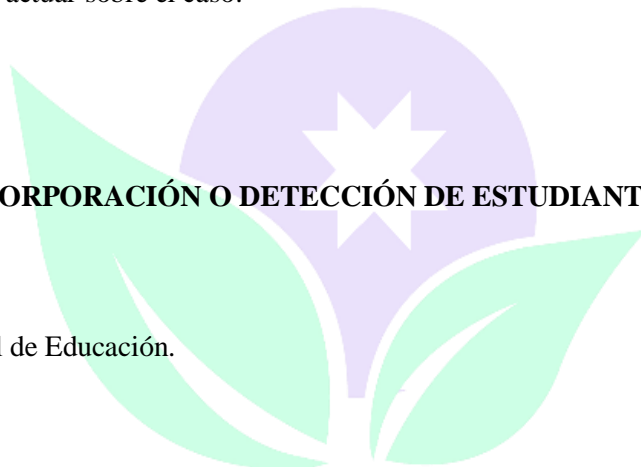 actuar sobre el caso.
ORPORACIÓN O DETECCIÓN DE ESTUDIANT
l de Educación.